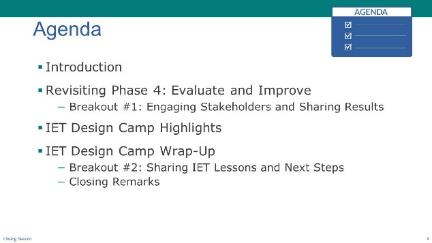 AGENDA
Agenda
▪ Introduction
▪ Revisiting Phase 4: Evaluate and Improve
– Breakout #1: Engaging Stakeholders and Sharing Results
▪ IET Design Camp Highlights
▪ IET Design Camp Wrap-Up
– Breakout #2: Sharing IET Lessons and Next Steps
– Closing Remarks
Closing Session